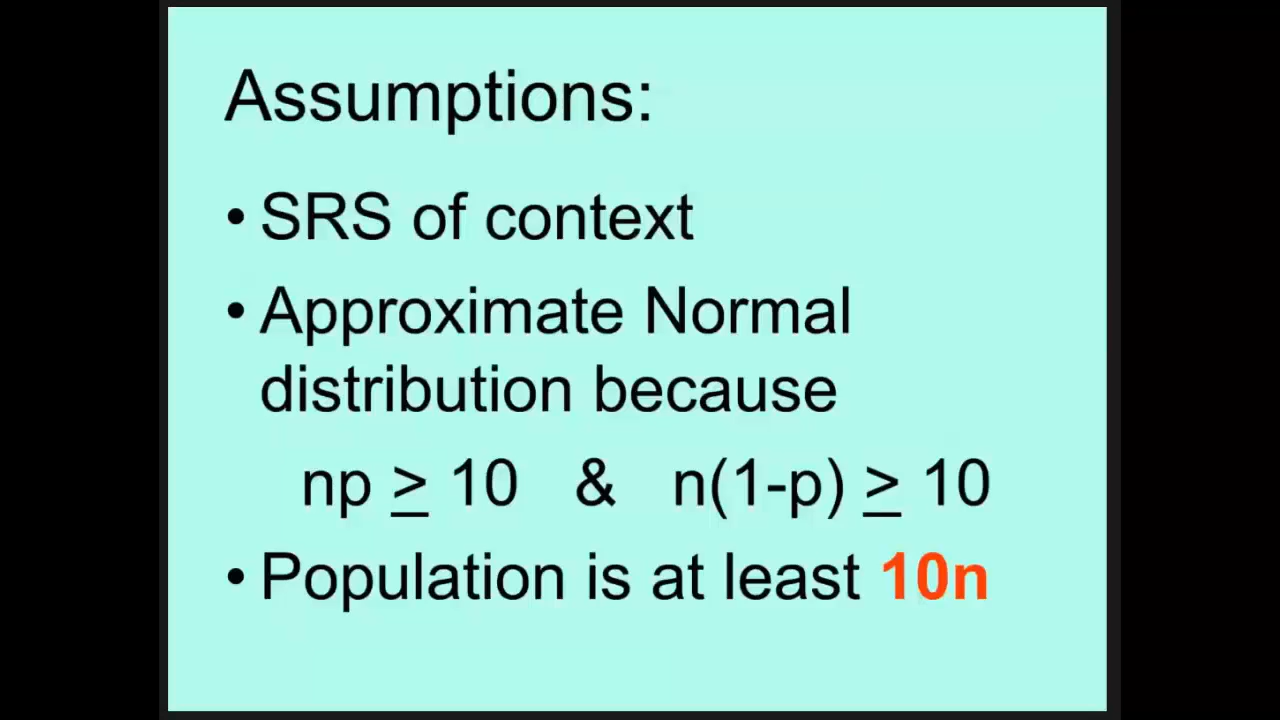 Assumptions:
• SRS of context
• Approximate Normal
distribution because
np ≥ 10 & n(1-p) ≥ 10
• Population is at least 10n